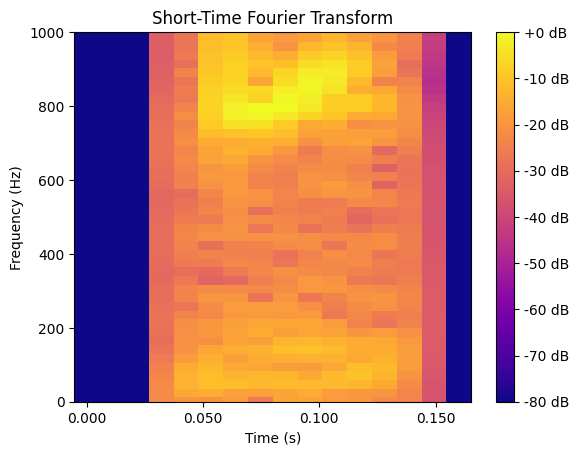 Short-Time Fourier Transform
1000
800
600
400
200
0
Frequency (Hz)
0.000
0.050
0.100
0.150
Time (s)
+0 dB
-10 dB
-20 dB
-30 dB
-40 dB
-50 dB
-60 dB
-70 dB
-80 dB